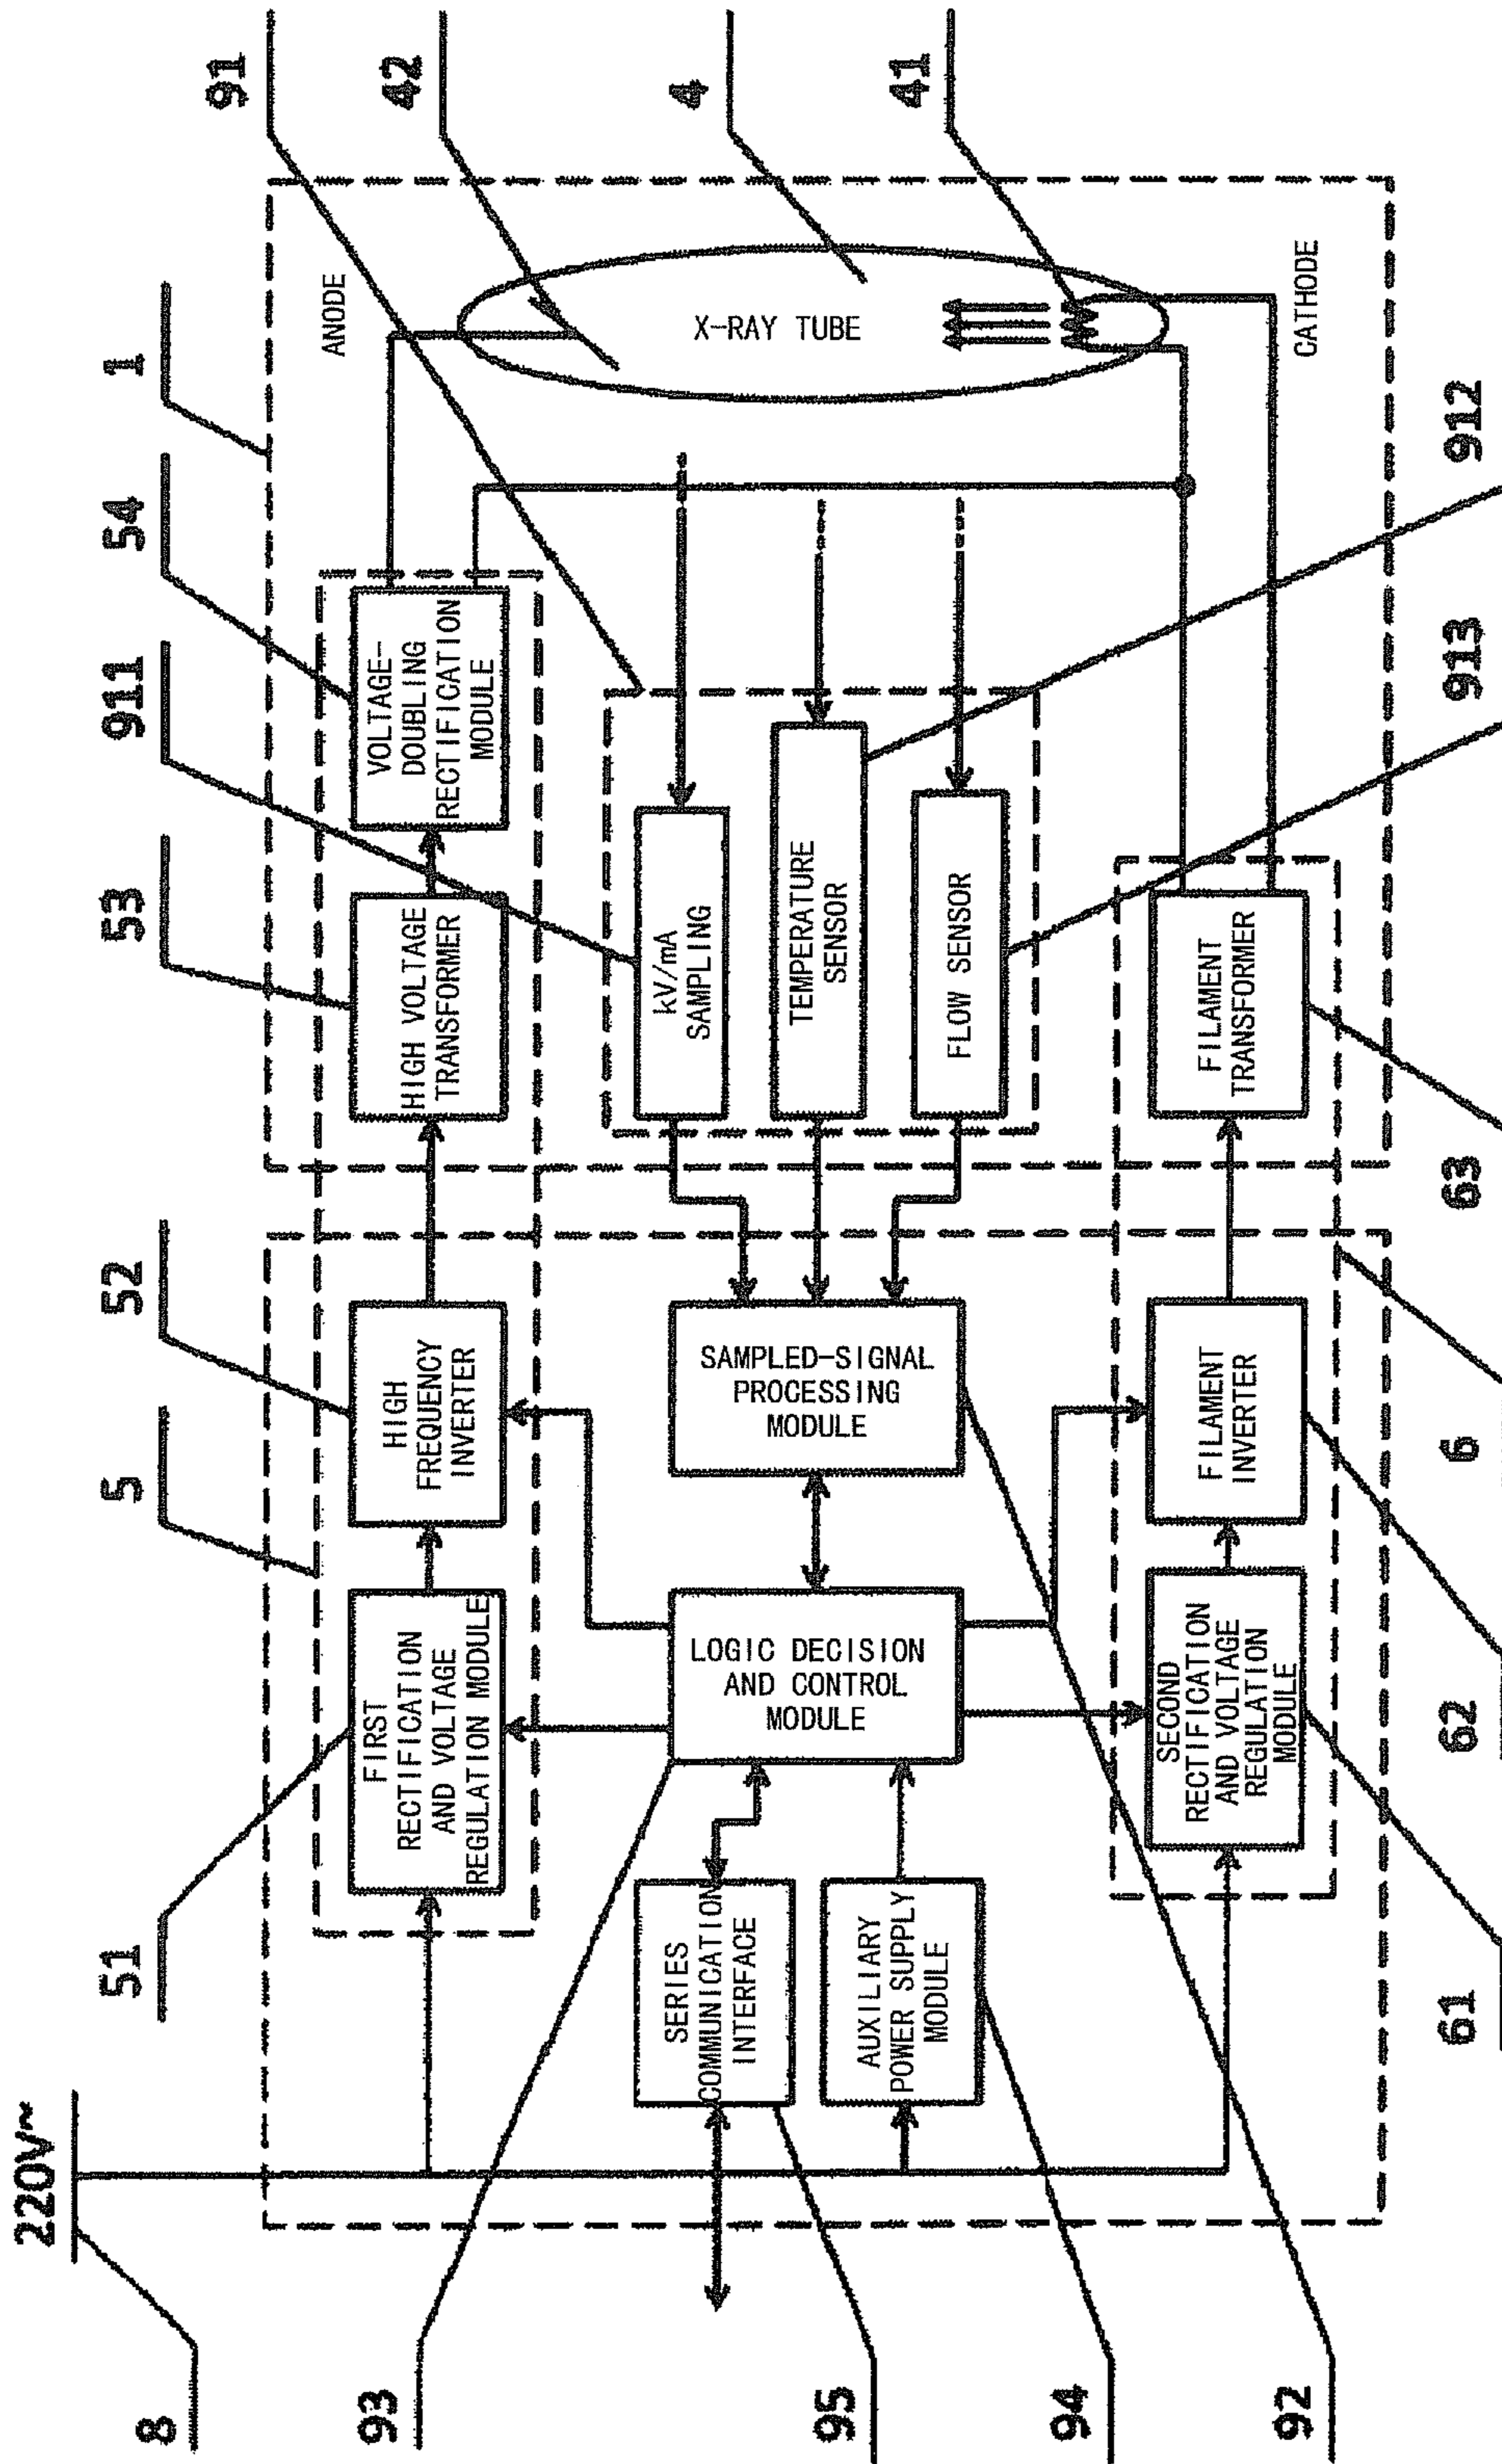 220V~
8
51
5
52
53
911
54
1
91
42
4
41
FIRST
RECTIFICATION
AND VOLTAGE
REGULATION MODULE
HIGH
FREQUENCY
INVERTER
HIGH VOLTAGE
TRANSFORMER
VOLTAGE-
DOUBLING
RECTIFICATION
MODULE
ANODE
SERIES
COMMUNICATION
INTERFACE
AUXILIARY
POWER SUPPLY
MODULE
LOGIC DECISION
AND CONTROL
MODULE
SAMPLED-SIGNAL
PROCESSING
MODULE
kV/mA
SAMPLING
TEMPERATURE
SENSOR
FLOW SENSOR
X-RAY TUBE
SECOND
RECTIFICATION
AND VOLTAGE
REGULATION
MODULE
FILAMENT
INVERTER
FILAMENT
TRANSFORMER
CATHODE
93
95
94
92
61
62
6
63
913
912